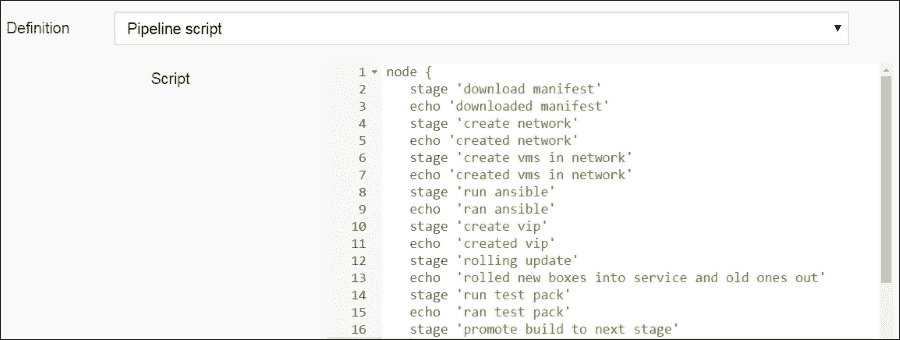 Definition Pipeline script
Script
1 node {
2 stage 'download manifest'
3 echo 'downloaded manifest'
4 stage 'create network'
5 echo 'created network'
6 stage 'create vms in network'
7 echo 'created vms in network'
8 stage 'run ansible'
9 echo  'ran ansible'
10 stage 'create vip'
11 echo  'created vip'
12 stage 'rolling update'
13 echo  'rolled new boxes into service and old ones out'
14 stage 'run test pack'
15 echo  'ran test pack'
16 stage 'promote build to next stage'